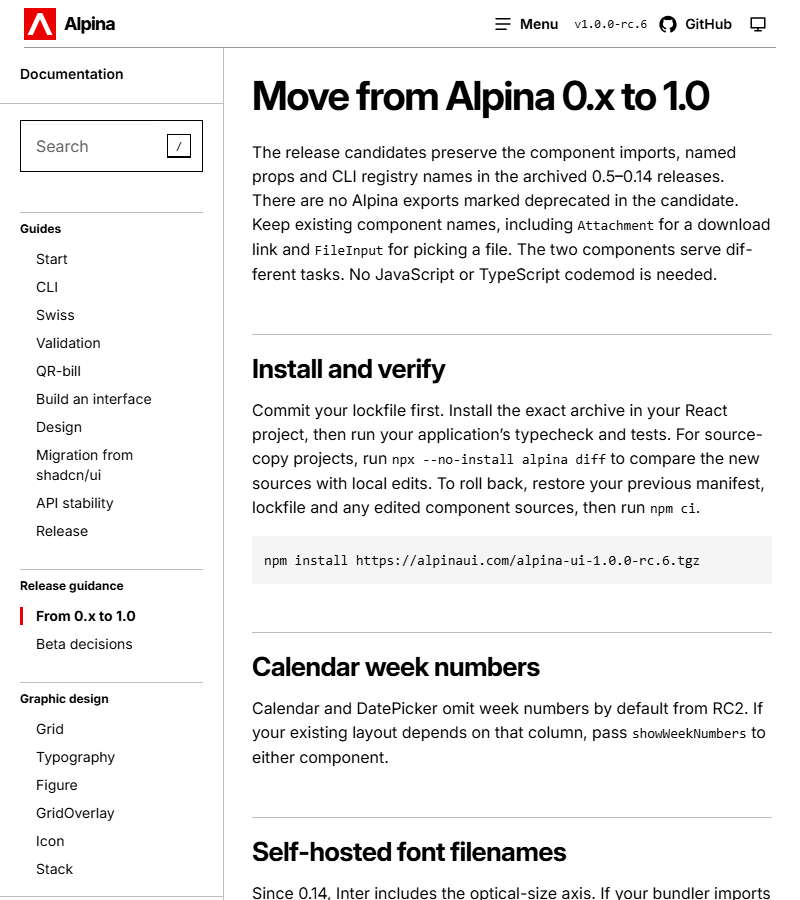 Alpina
Menu
v1.0.0-rc.6
GitHub
Documentation
Search
/
Guides
Start
CLI
Swiss
Validation
QR-bill
Build an interface
Design
Migration from
shadcn/ui
API stability
Release
Release guidance
From 0.x to 1.0
Beta decisions
Graphic design
Grid
Typography
Figure
GridOverlay
Icon
Stack
Move from Alpina 0.x to 1.0
The release candidates preserve the component imports, named
props and CLI registry names in the archived 0.5–0.14 releases.
There are no Alpina exports marked deprecated in the candidate.
Keep existing component names, including Attachment for a download
link and FileInput for picking a file. The two components serve dif-
ferent tasks. No JavaScript or TypeScript codemod is needed.
Install and verify
Commit your lockfile first. Install the exact archive in your React
project, then run your application’s typecheck and tests. For source-
copy projects, run npx --no-install alpina diff to compare the new
sources with local edits. To roll back, restore your previous manifest,
lockfile and any edited component sources, then run npm ci.
npm install https://alpinaui.com/alpina-ui-1.0.0-rc.6.tgz
Calendar week numbers
Calendar and DatePicker omit week numbers by default from RC2. If
your existing layout depends on that column, pass showWeekNumbers to
either component.
Self-hosted font filenames
Since 0.14, Inter includes the optical-size axis. If your bundler imports